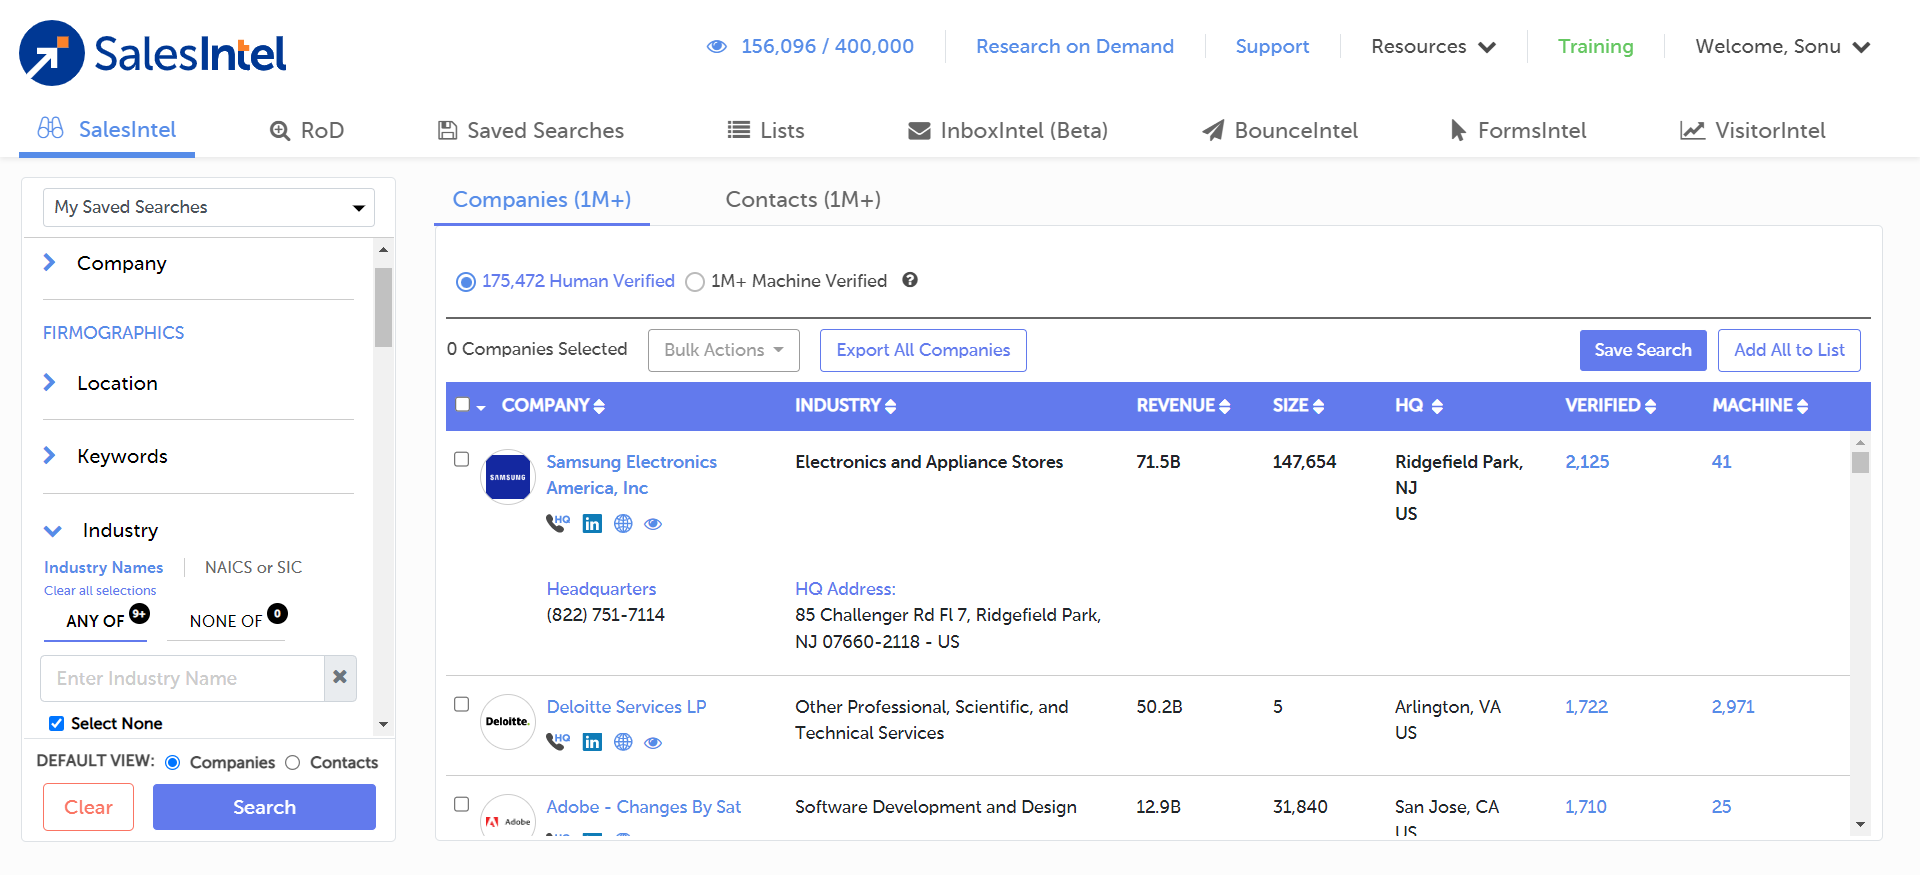 SalesIntel
156,096 / 400,000
Research on Demand
Support
Resources
Training
Welcome, Sonu
SalesIntel
RoD
Saved Searches
Lists
InboxIntel (Beta)
BounceIntel
FormsIntel
VisitorIntel
My Saved Searches
Company
FIRMOGRAPHICS
Location
Keywords
Industry
Industry Names
NAICS or SIC
Clear all selections
ANY OF 9+
NONE OF 0
Enter Industry Name
Select None
DEFAULT VIEW: Companies Contacts
Clear
Search
Companies (1M+)
Contacts (1M+)
175,472 Human Verified
1M+ Machine Verified
0 Companies Selected
Bulk Actions
Export All Companies
Save Search
Add All to List
COMPANY INDUSTRY REVENUE SIZE HQ VERIFIED MACHINE
SAMSUNG
Samsung Electronics
America, Inc
HQ
in
Electronics and Appliance Stores
71.5B
147,654
Ridgefield Park,
NJ
US
2,125
41
Headquarters
(822) 751-7114
HQ Address:
85 Challenger Rd Fl 7, Ridgefield Park,
NJ 07660-2118 - US
Deloitte.
Deloitte Services LP
HQ
in
Other Professional, Scientific, and
Technical Services
50.2B
5
Arlington, VA
US
1,722
2,971
Adobe
Adobe - Changes By Sat
Software Development and Design
12.9B
31,840
San Jose, CA
US
1,710
25